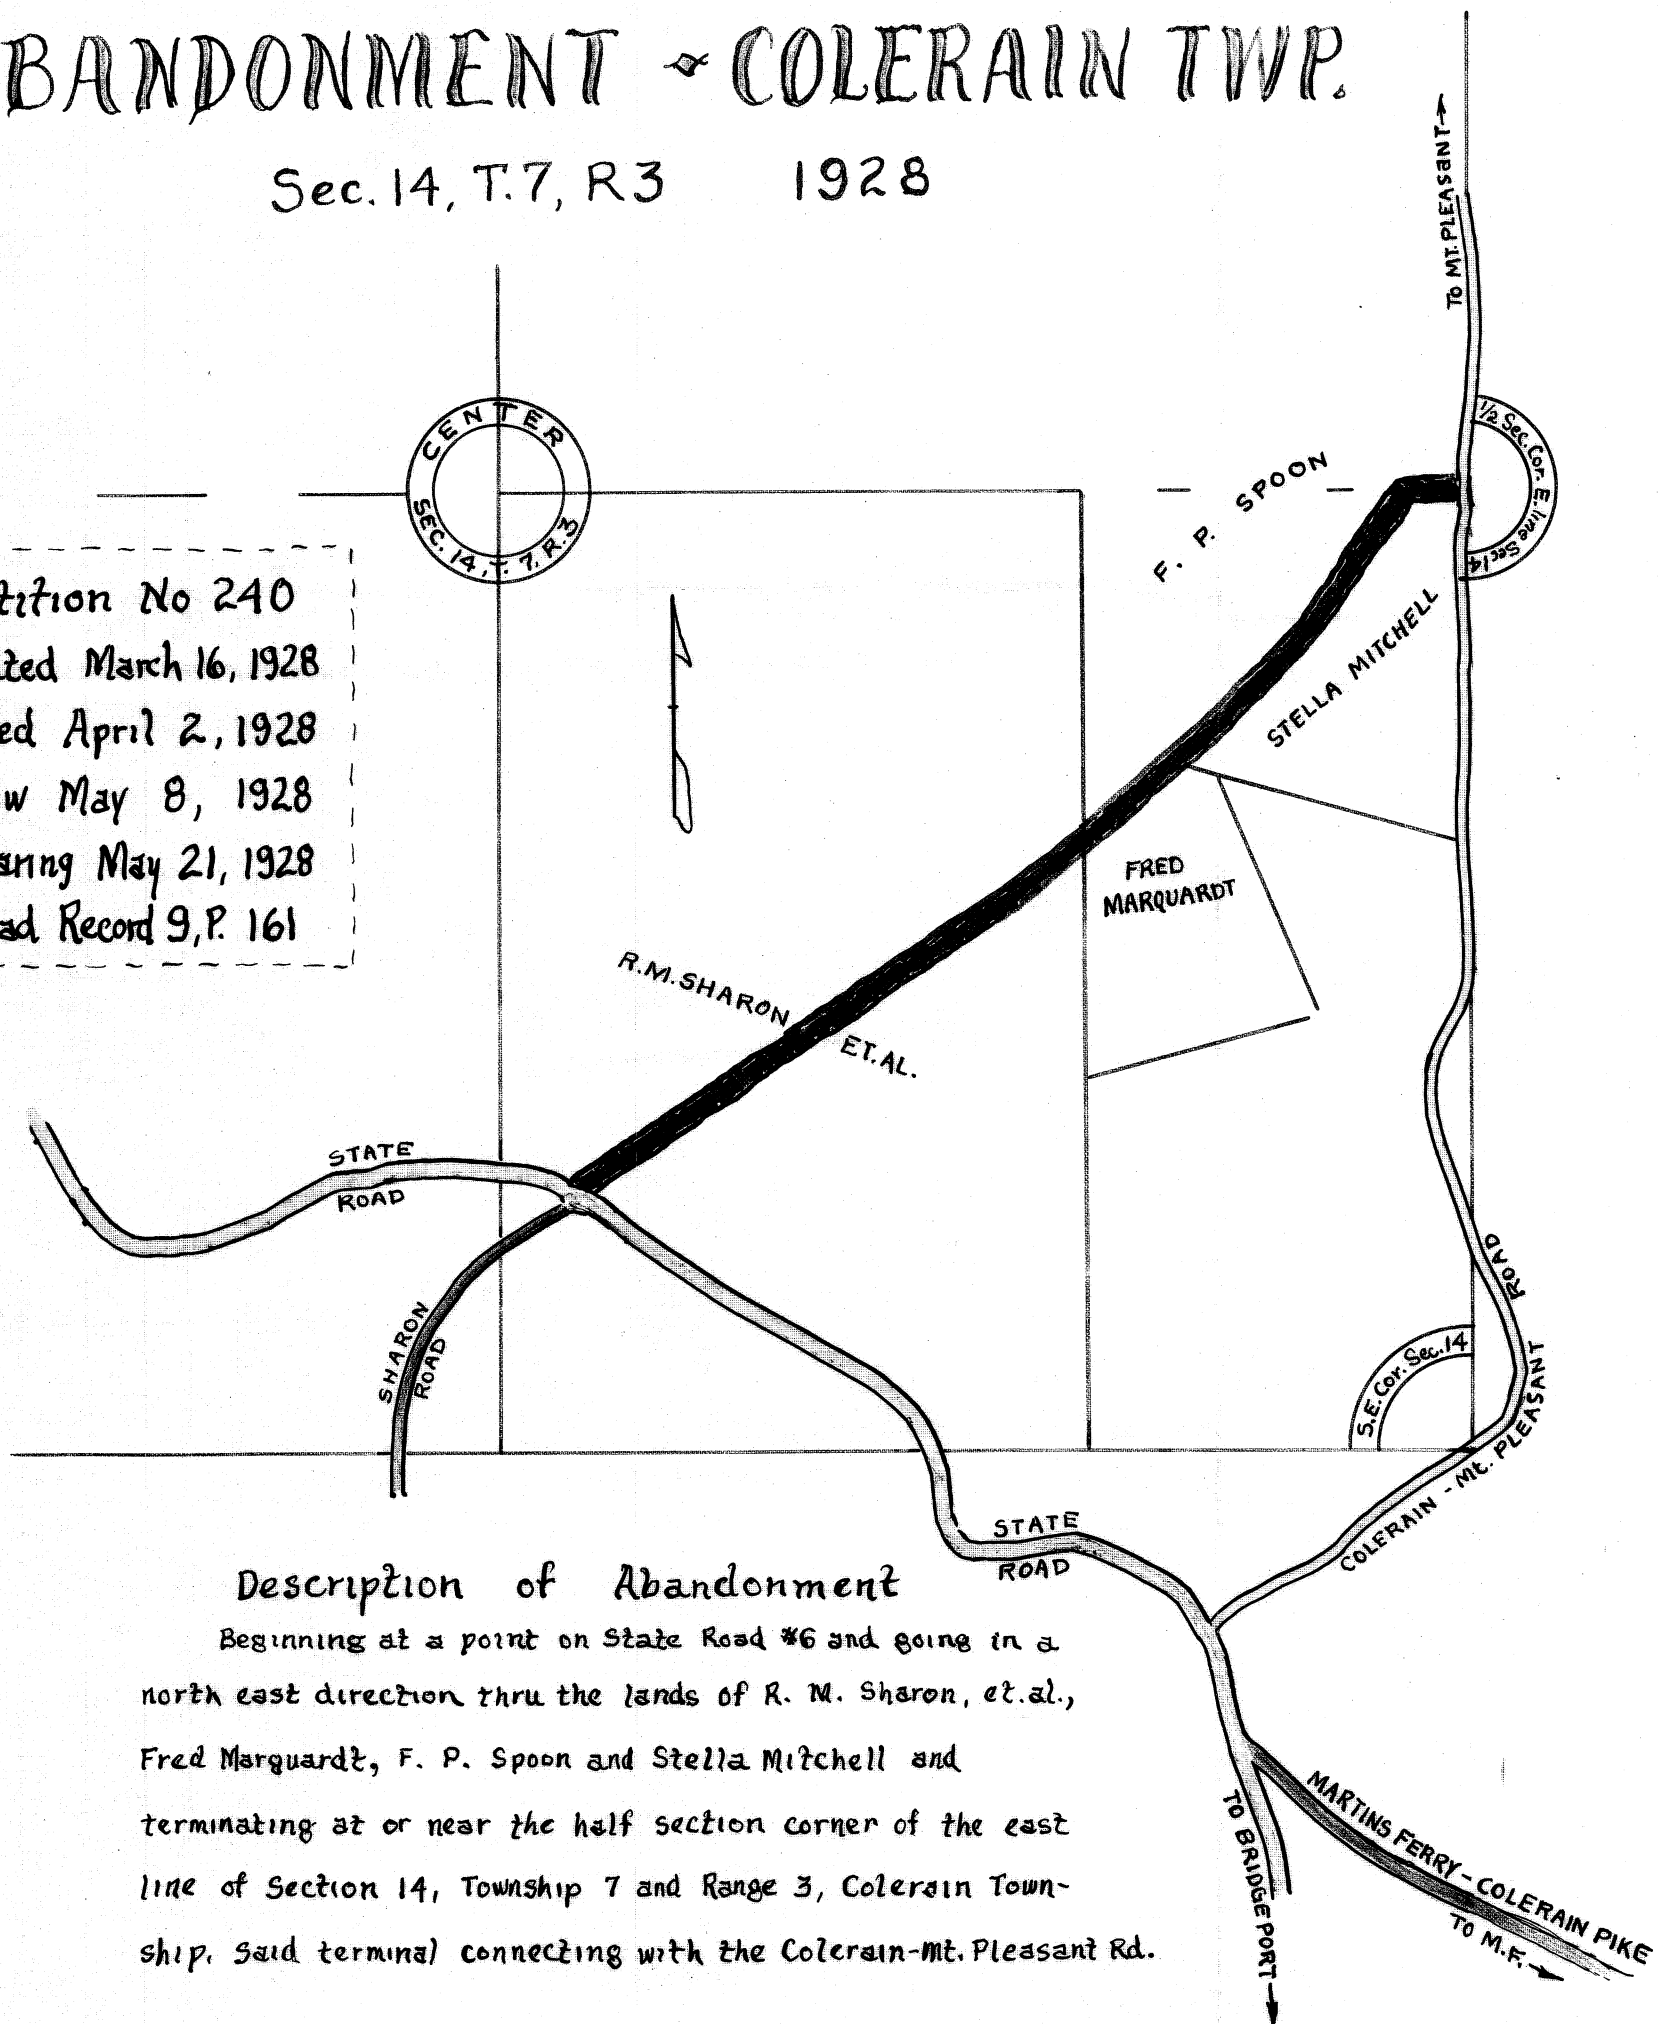 BANDONMENT - COLERAIN TWP.
Sec. 14, T. 7, R 3 1928
To MT. PLEASANT
CENTER
SEC. 14, T. 7, R. 3
1/2 Sec. Cor. E. line Sec 14
F. P. SPOON
STELLA MITCHELL
tition No 240
ted March 16, 1928
ed April 2, 1928
w May 8, 1928
aring May 21, 1928
ad Record 9, P. 161
FRED
MARQUARDT
R.M. SHARON
ET. AL.
STATE
ROAD
SHARON
ROAD
S.E. Cor. Sec. 14
COLERAIN - Mt. PLEASANT ROAD
STATE
ROAD
Description of Abandonment
Beginning at a point on State Road #6 and going in a
north east direction thru the lands of R. M. Sharon, et. al.,
Fred Marquardt, F. P. Spoon and Stella Mitchell and
terminating at or near the half section corner of the east
line of Section 14, Township 7 and Range 3, Colerain Town-
ship. Said terminal connecting with the Colerain-Mt. Pleasant Rd.
TO BRIDGEPORT
MARTINS FERRY - COLERAIN PIKE
TO M.F.